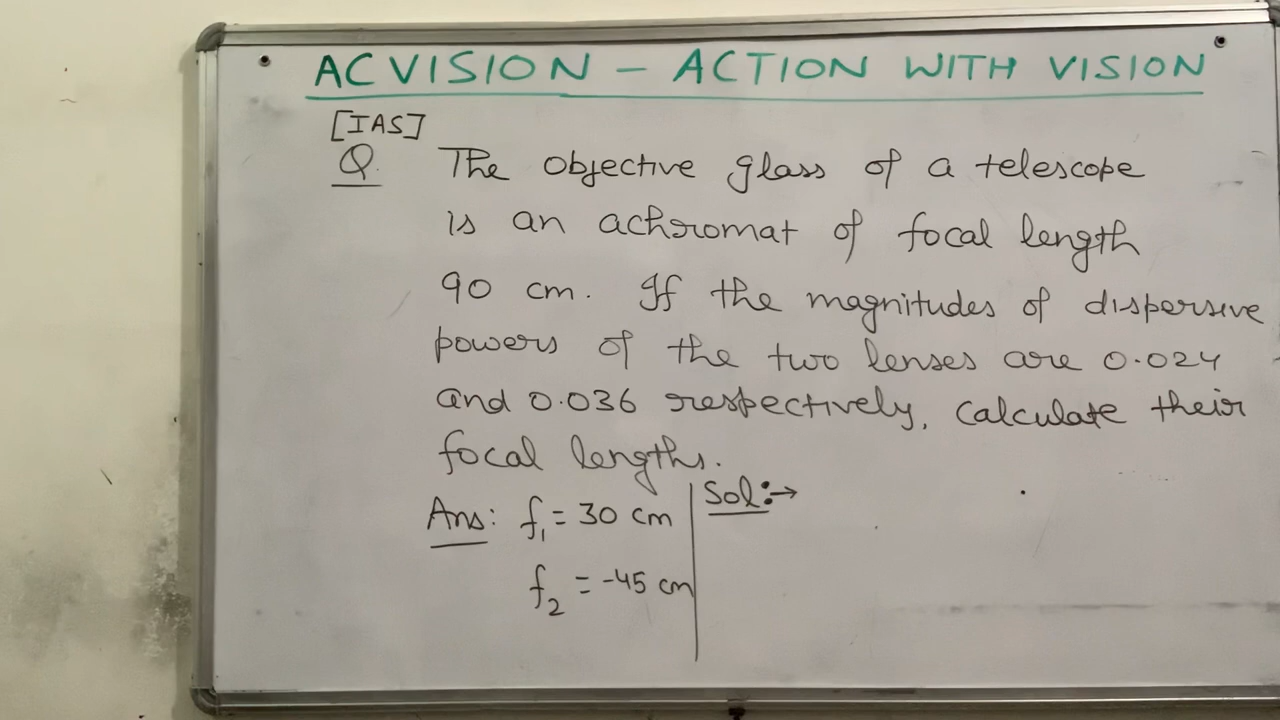 ACVISION - ACTION WITH VISION
[IAS]
Q. The objective glass of a telescope
is an achromat of focal length
90 cm. If the magnitudes of dispersive
powers of the two lenses are 0.024
and 0.036 respectively, calculate their
focal lengths.
Ans: f₁ = 30 cm
f₂ = -45 cm
Sol:→